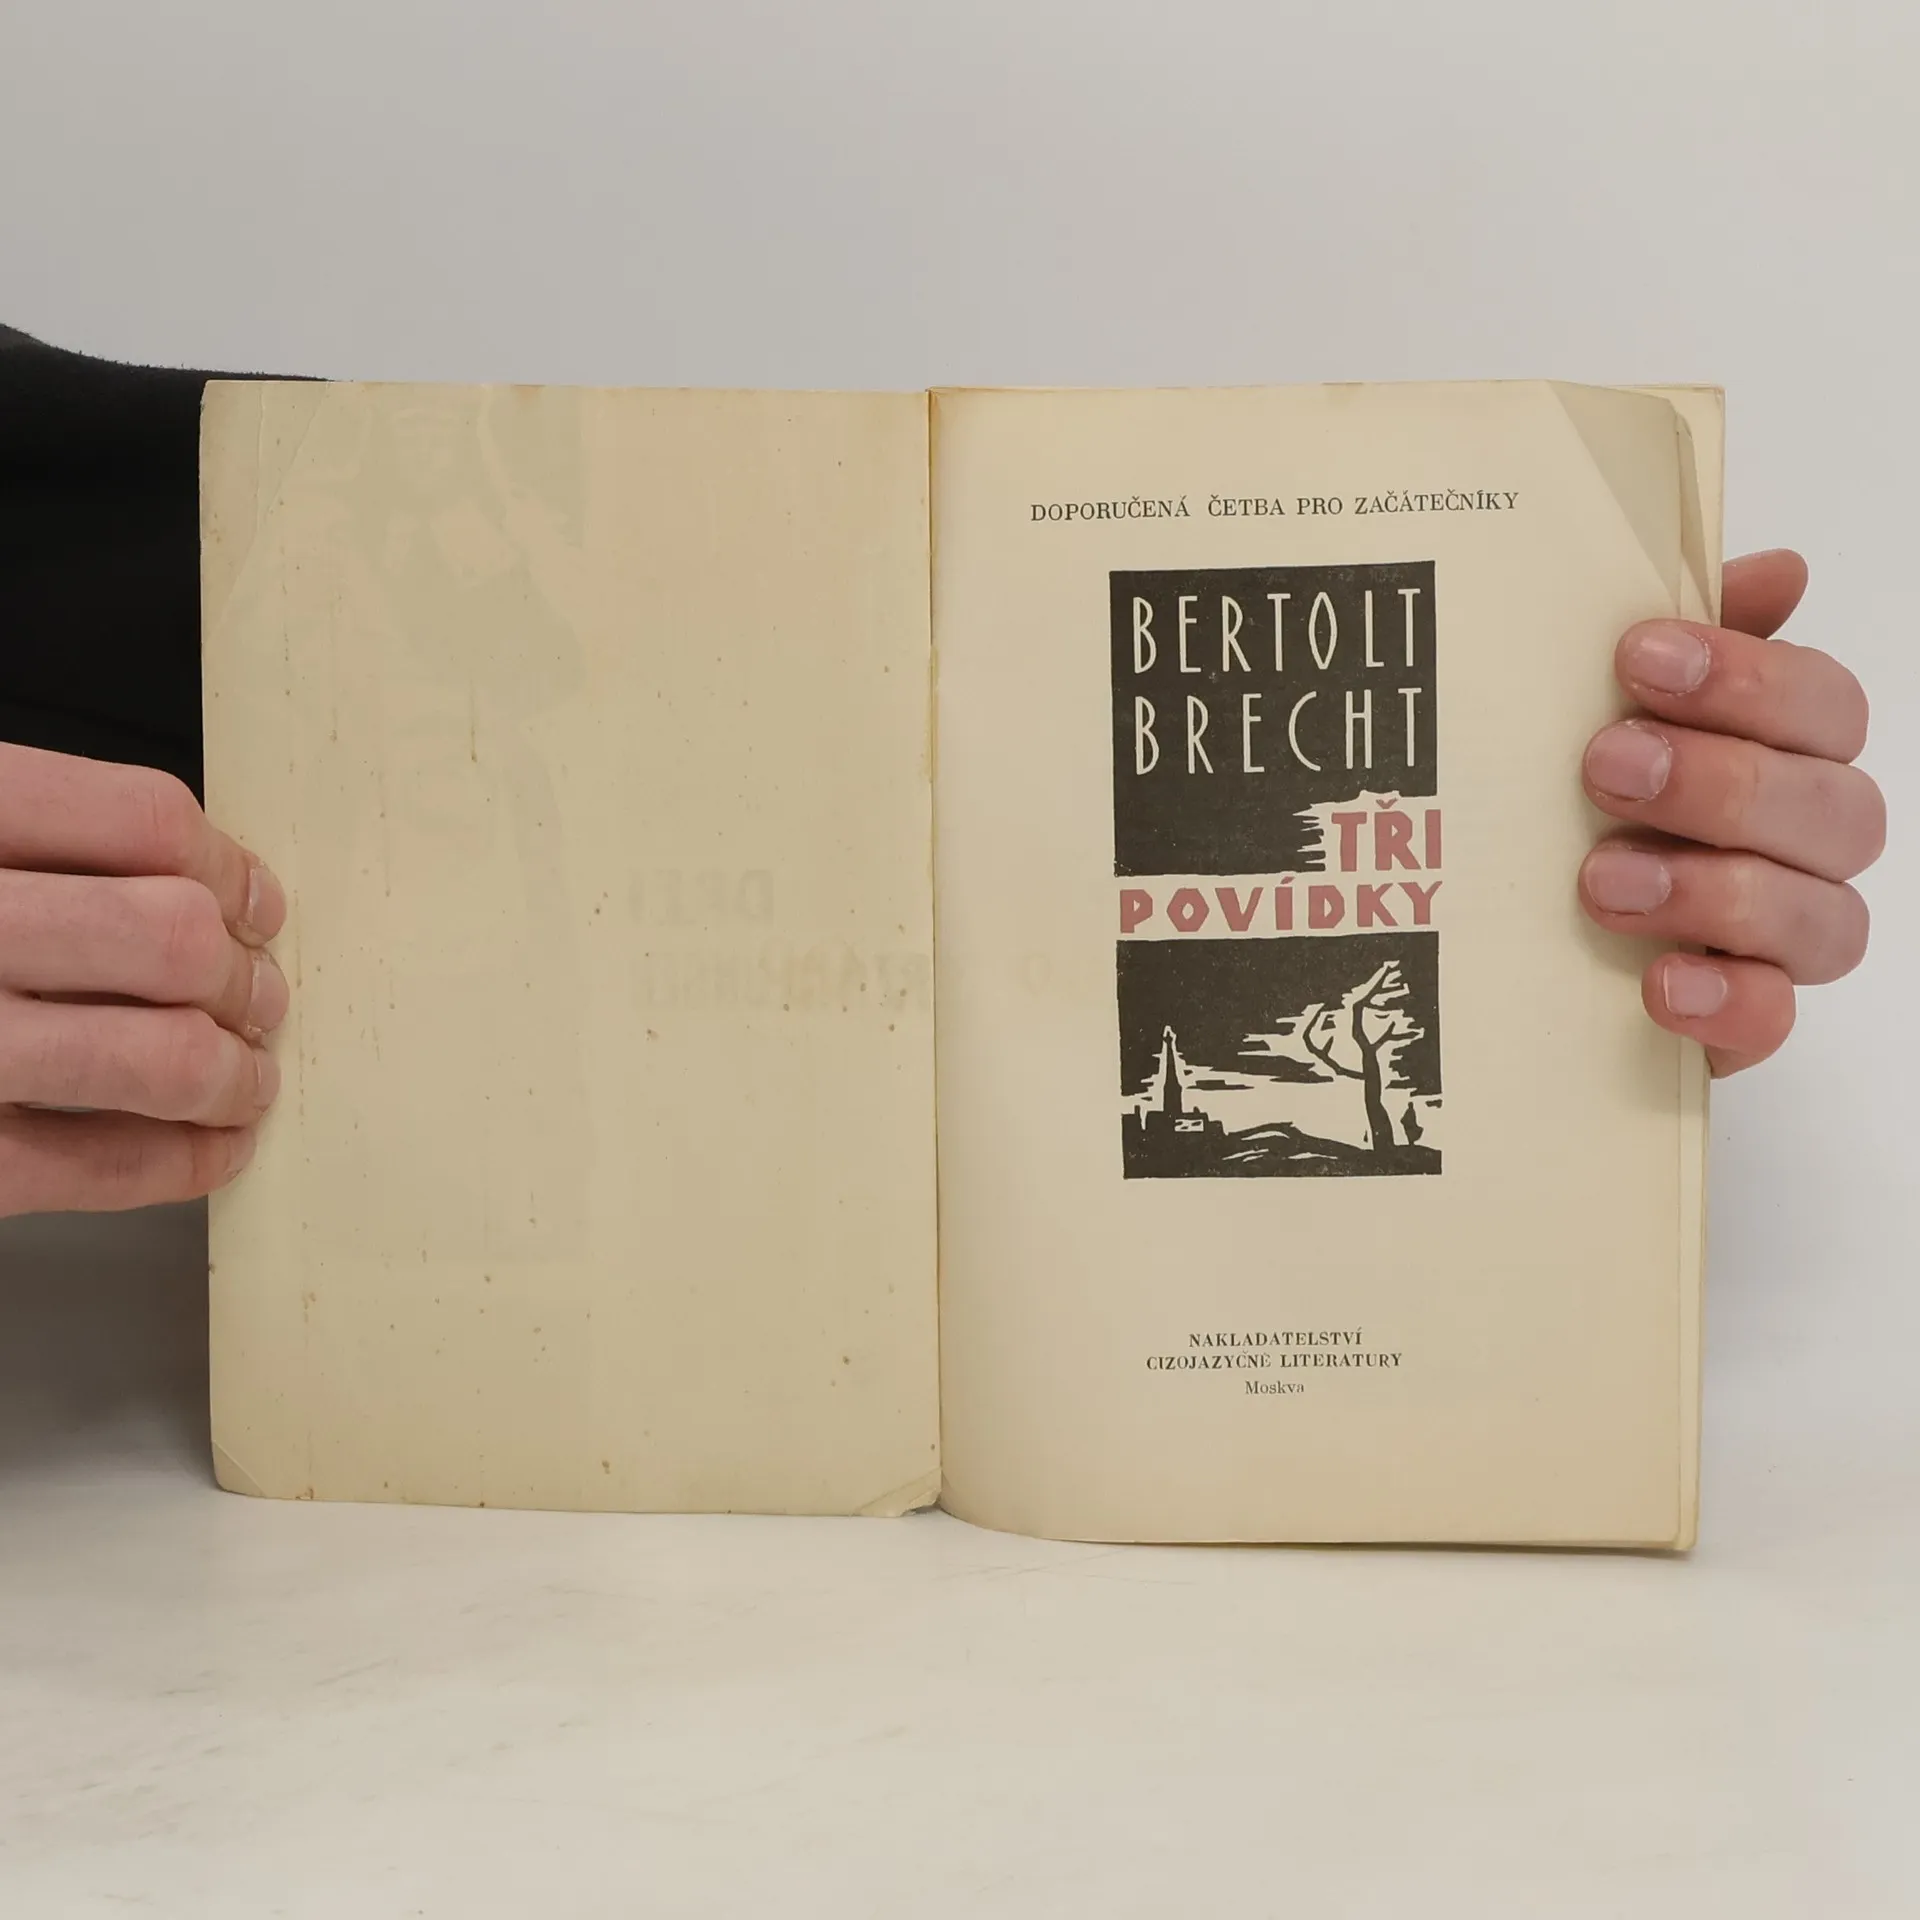 DOPORUČENÁ ČETBA PRO ZAČÁTEČNÍKY
BERTOLT
BRECHT
TŘI
POVÍDKY
NAKLADATELSTVÍ
CIZOJAZYČNÉ LITERATURY
Moskva